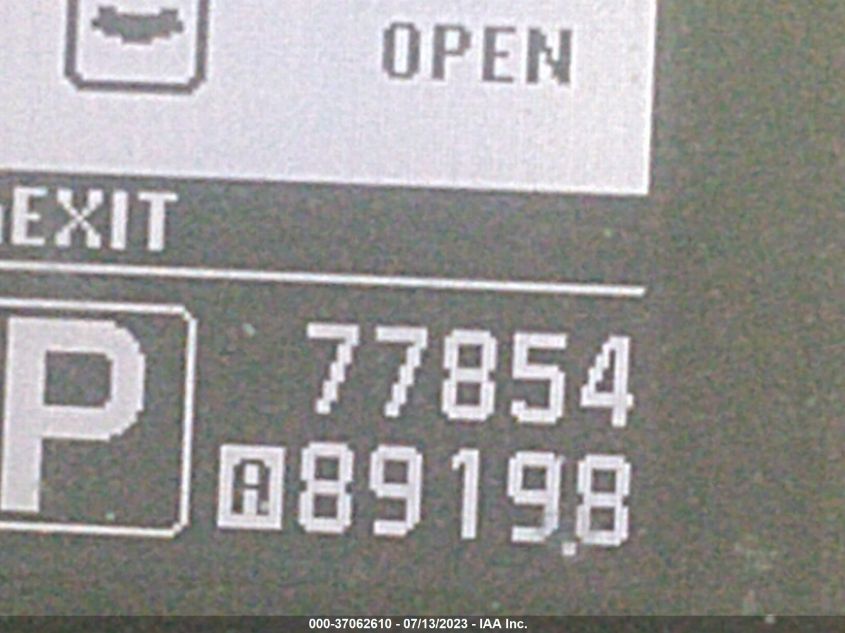 OPEN
EXIT
P
77854
A 8919.8
000-37062610 - 07/13/2023 - IAA Inc.